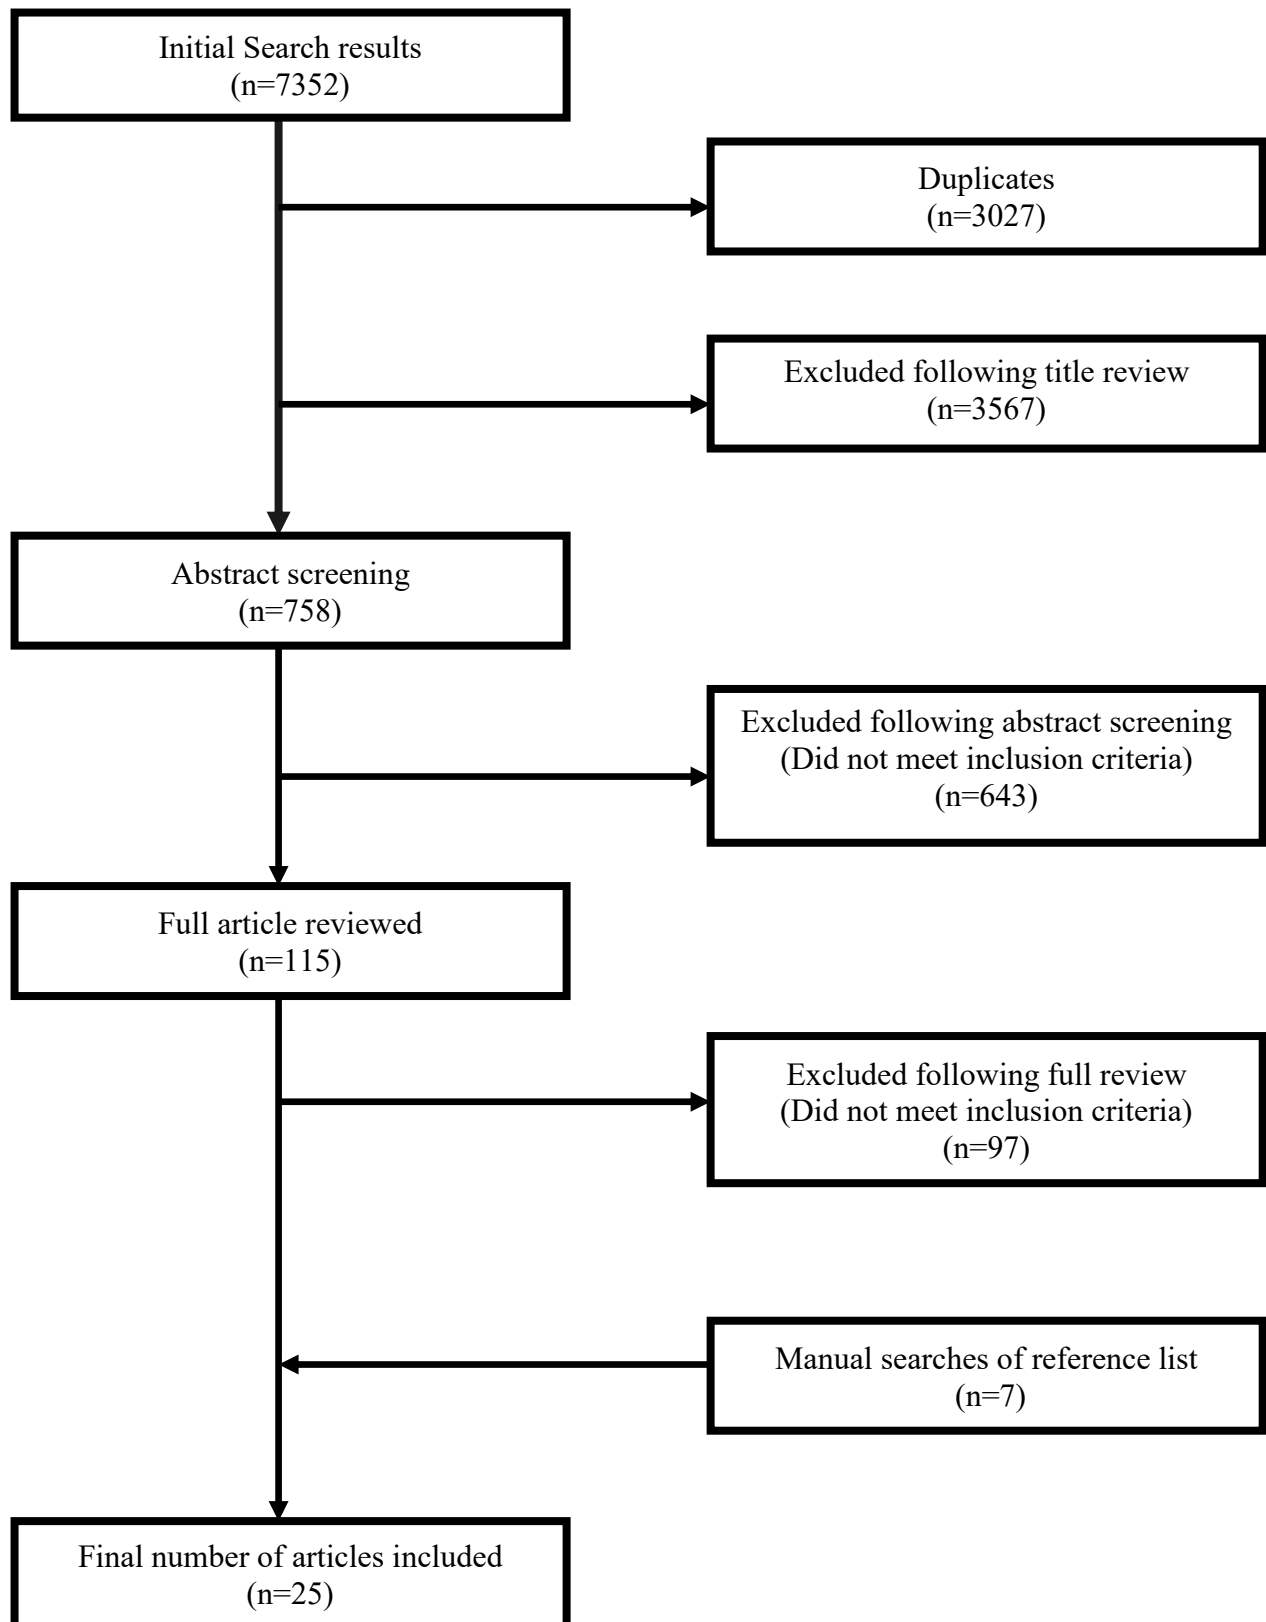 Initial Search results
(n=7352)
Duplicates
(n=3027)
Excluded following title review
(n=3567)
Abstract screening
(n=758)
Excluded following abstract screening
(Did not meet inclusion criteria)
(n=643)
Full article reviewed
(n=115)
Excluded following full review
(Did not meet inclusion criteria)
(n=97)
Manual searches of reference list
(n=7)
Final number of articles included
(n=25)